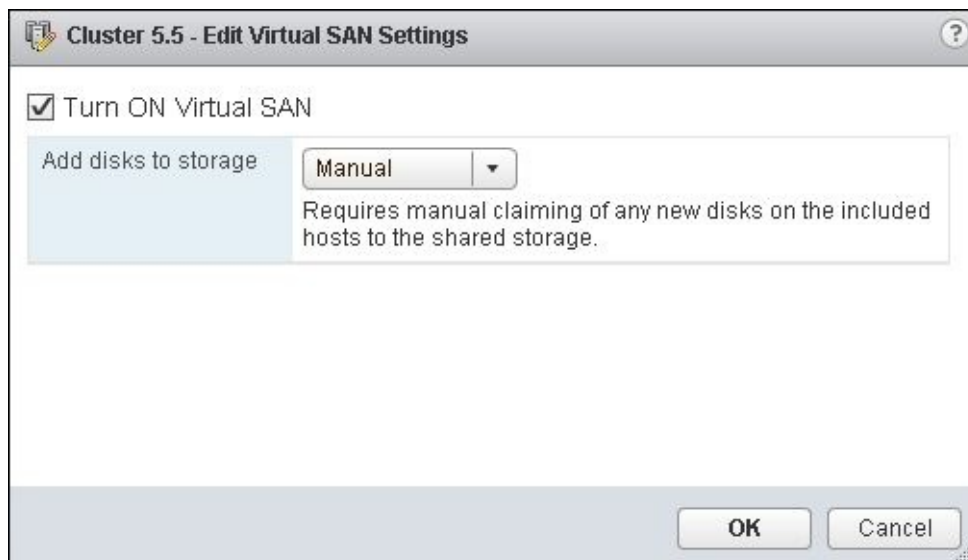 Cluster 5.5 - Edit Virtual SAN Settings
?
Turn ON Virtual SAN
Add disks to storage
Manual
Requires manual claiming of any new disks on the included
hosts to the shared storage.
OK
Cancel